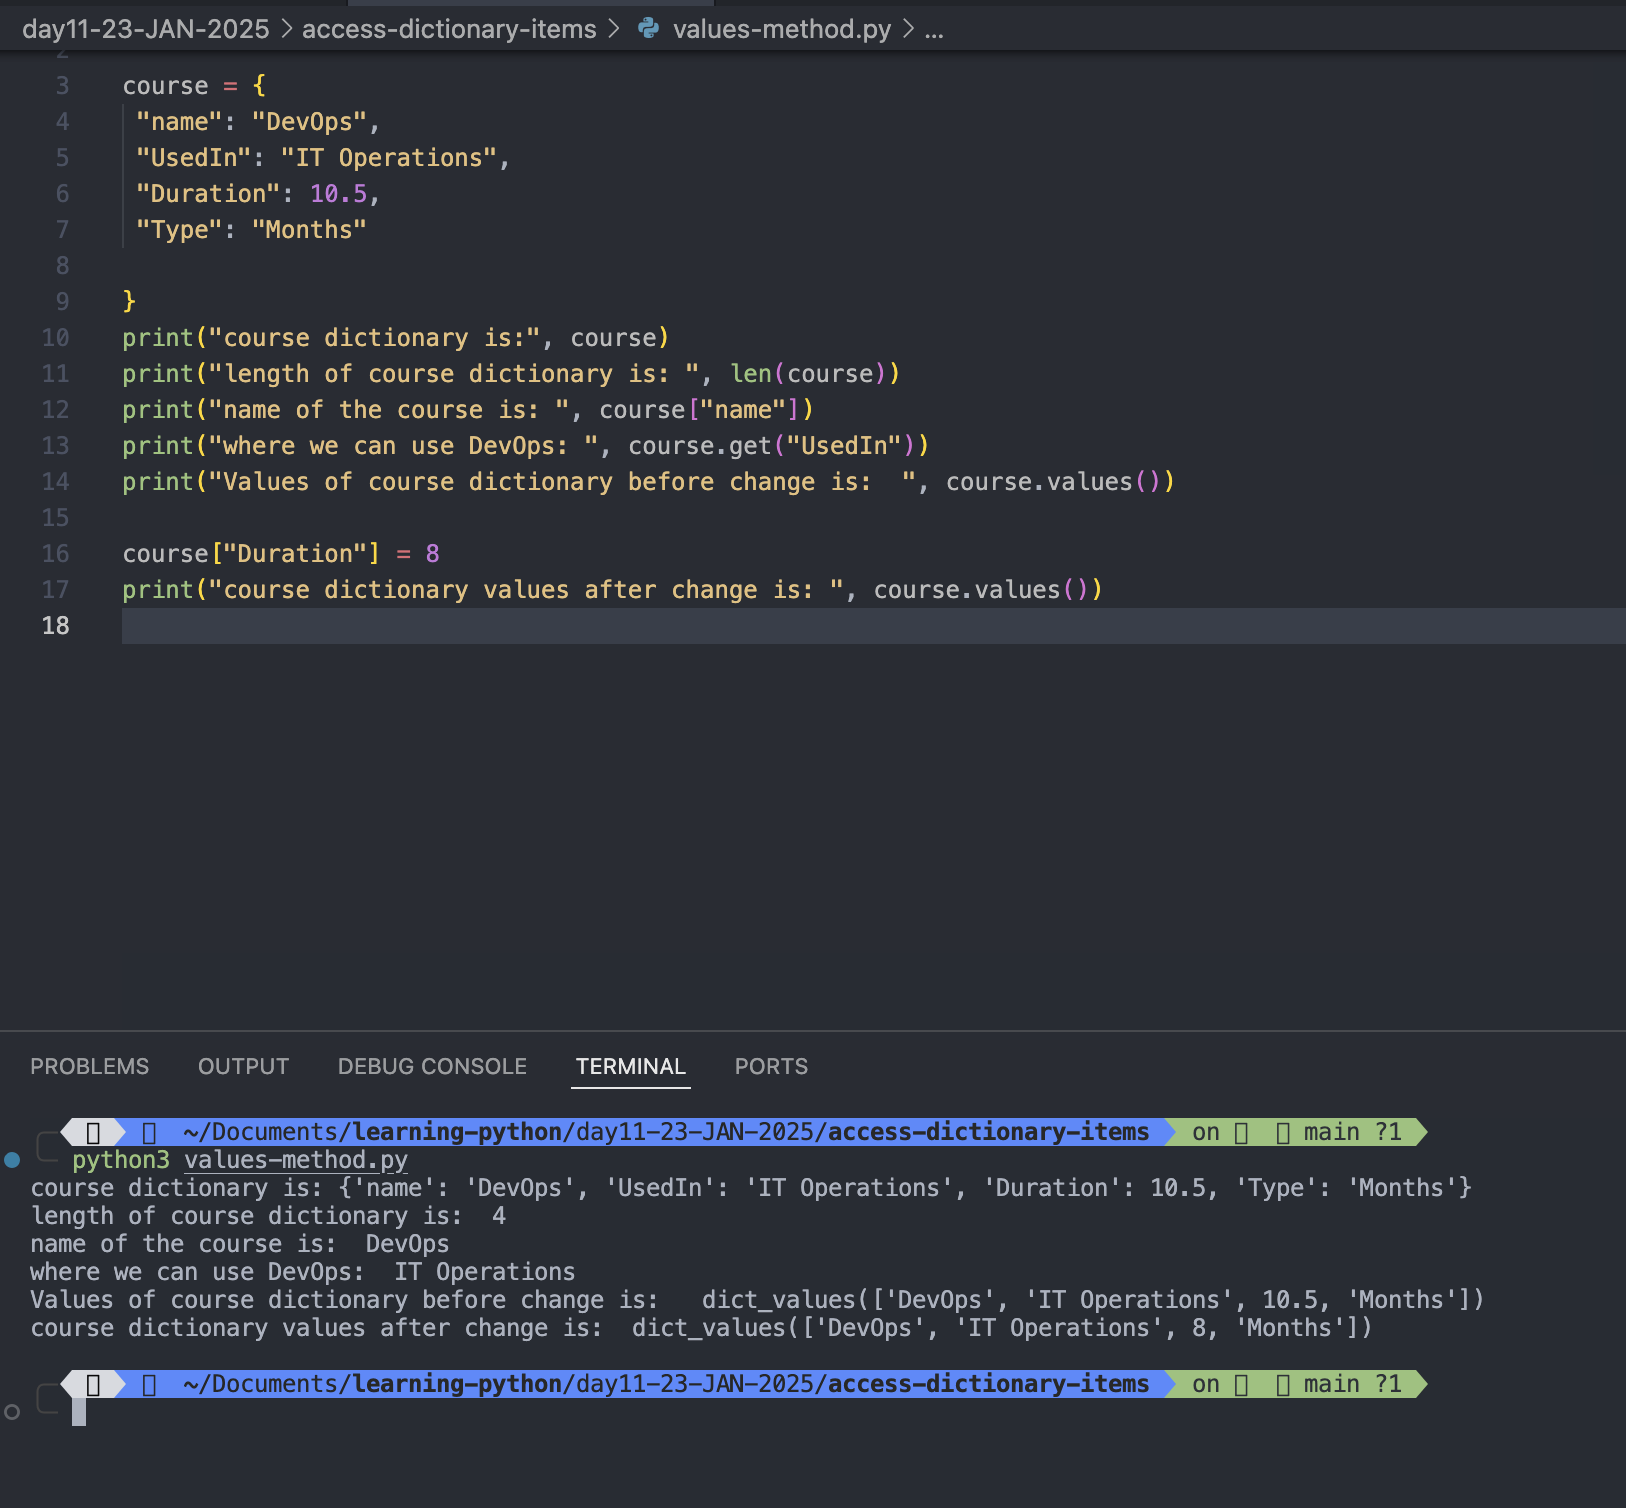 day11-23-JAN-2025 > access-dictionary-items > values-method.py > ...
2
3 course = {
4 "name": "DevOps",
5 "UsedIn": "IT Operations",
6 "Duration": 10.5,
7 "Type": "Months"
8
9 }
10 print("course dictionary is:", course)
11 print("length of course dictionary is: ", len(course))
12 print("name of the course is: ", course["name"])
13 print("where we can use DevOps: ", course.get("UsedIn"))
14 print("Values of course dictionary before change is:  ", course.values())
15
16 course["Duration"] = 8
17 print("course dictionary values after change is: ", course.values())
18
PROBLEMS OUTPUT DEBUG CONSOLE TERMINAL PORTS
~/Documents/learning-python/day11-23-JAN-2025/access-dictionary-items on main ?1
python3 values-method.py
course dictionary is: {'name': 'DevOps', 'UsedIn': 'IT Operations', 'Duration': 10.5, 'Type': 'Months'}
length of course dictionary is:  4
name of the course is:  DevOps
where we can use DevOps:  IT Operations
Values of course dictionary before change is:   dict_values(['DevOps', 'IT Operations', 10.5, 'Months'])
course dictionary values after change is:  dict_values(['DevOps', 'IT Operations', 8, 'Months'])
~/Documents/learning-python/day11-23-JAN-2025/access-dictionary-items on main ?1